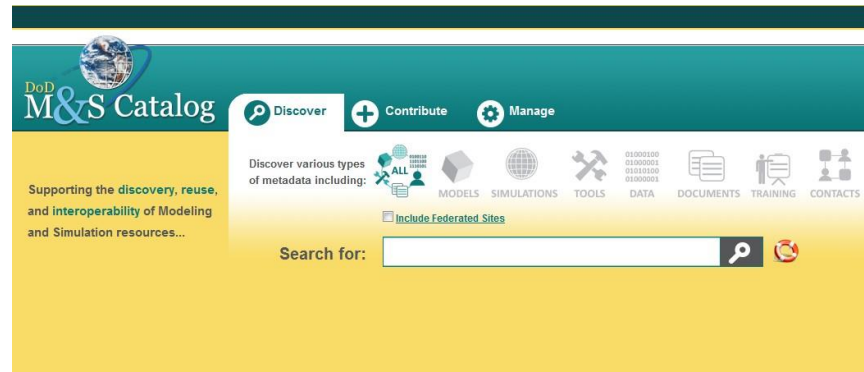 DoD
M&S Catalog
Discover
Contribute
Manage
Supporting the discovery, reuse,
and interoperability of Modeling
and Simulation resources...
Discover various types
of metadata including:
ALL
MODELS
SIMULATIONS
TOOLS
01000100
01000001
01010100
01000001
DATA
DOCUMENTS
TRAINING
CONTACTS
Include Federated Sites
Search for: